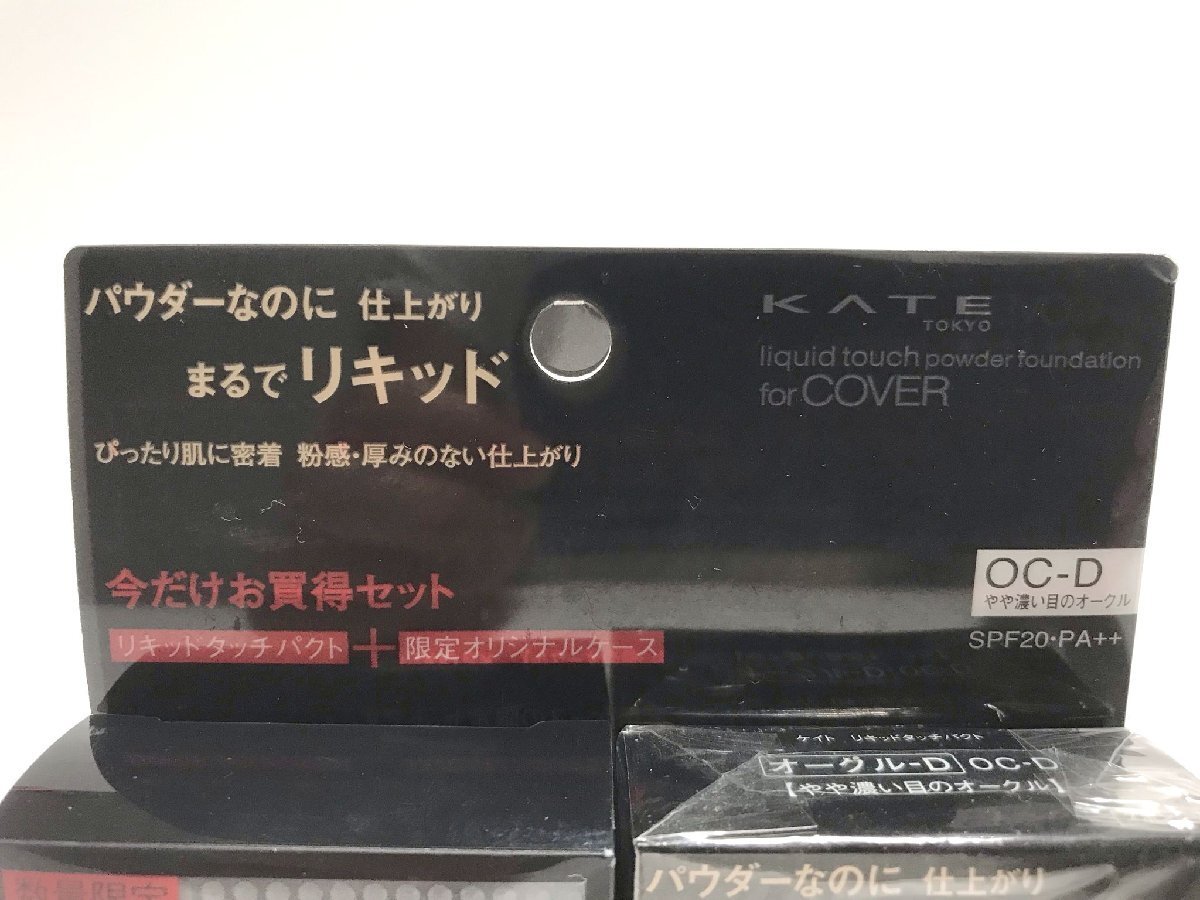 パウダーなのに 仕上がり
まるでリキッド
ぴったり肌に密着 粉感・厚みのない仕上がり
KATE
TOKYO
liquid touch powder foundation
for COVER
今だけお買得セット
リキッドタッチパクト＋限定オリジナルケース
OC-D
やや濃い目のオークル
SPF20・PA++
ケイト リキッドタッチパクト
オークル-D OC-D
【やや濃い目のオークル】
数量限定
パウダーなのに 仕上がり